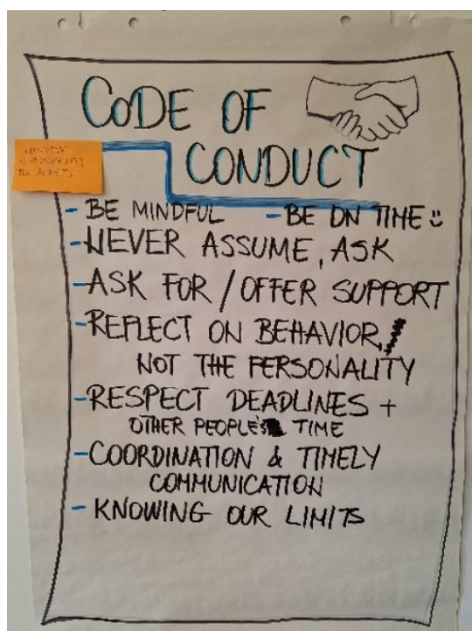 CODE OF
CONDUCT
- BE MINDFUL - BE ON TIME :)
- NEVER ASSUME, ASK
- ASK FOR / OFFER SUPPORT
- REFLECT ON BEHAVIOR,
NOT THE PERSONALITY
- RESPECT DEADLINES +
OTHER PEOPLE'S TIME
- COORDINATION & TIMELY
COMMUNICATION
- KNOWING OUR LIMITS